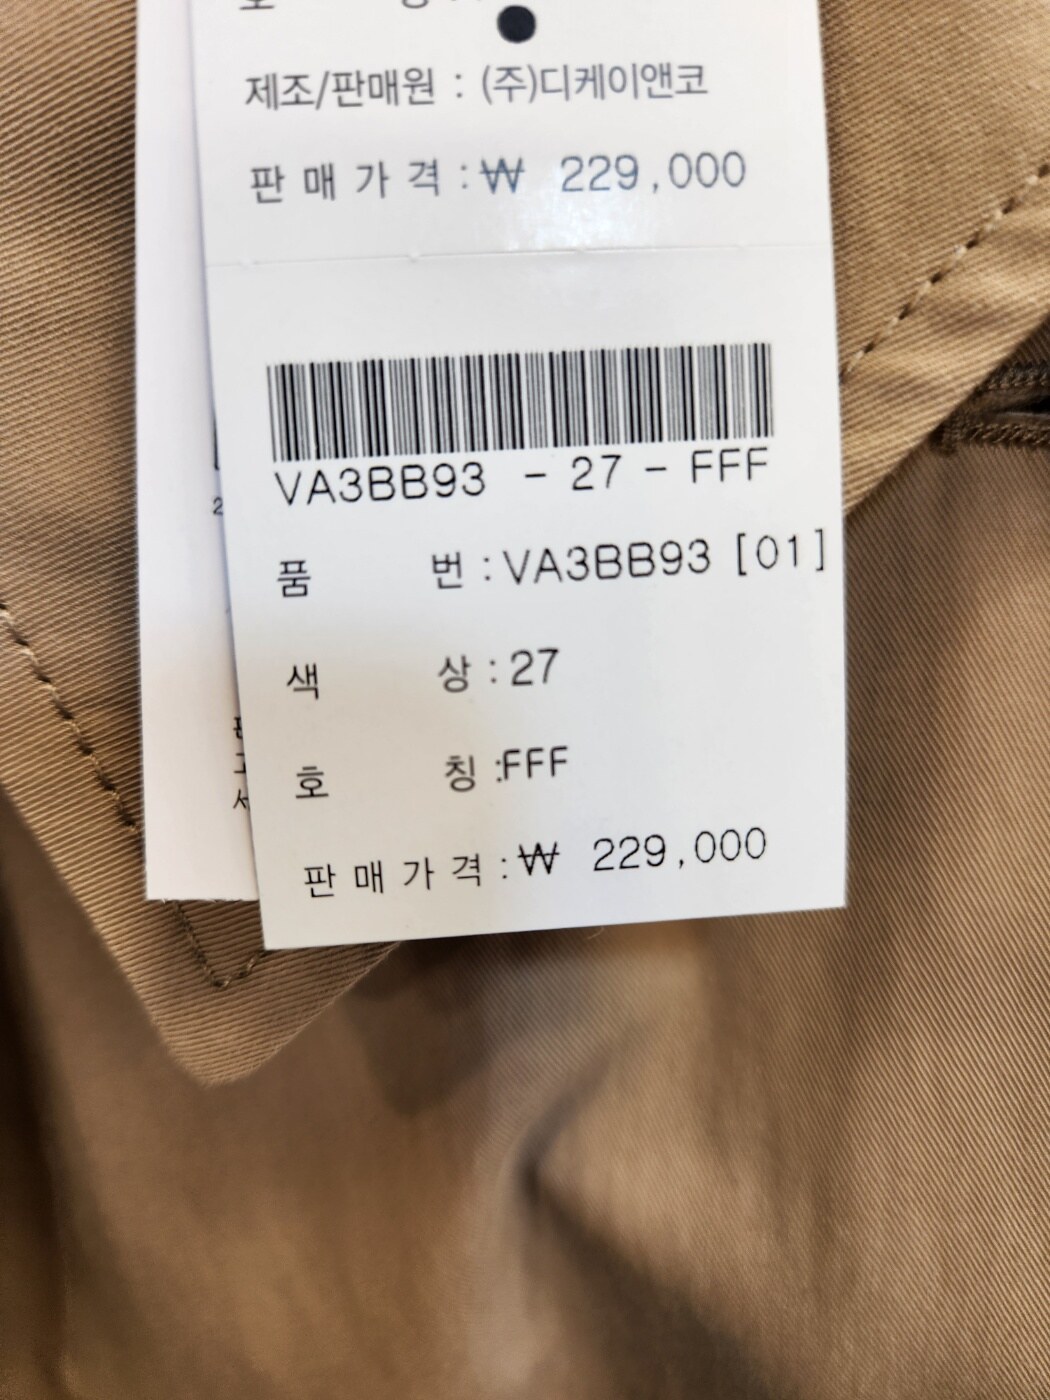 제조/판매원 : (주)디케이앤코
판매가격 : ₩ 229,000
VA3BB93 - 27 - FFF
품 번 : VA3BB93 [01]
색 상 : 27
호 칭 : FFF
판매가격 : ₩ 229,000